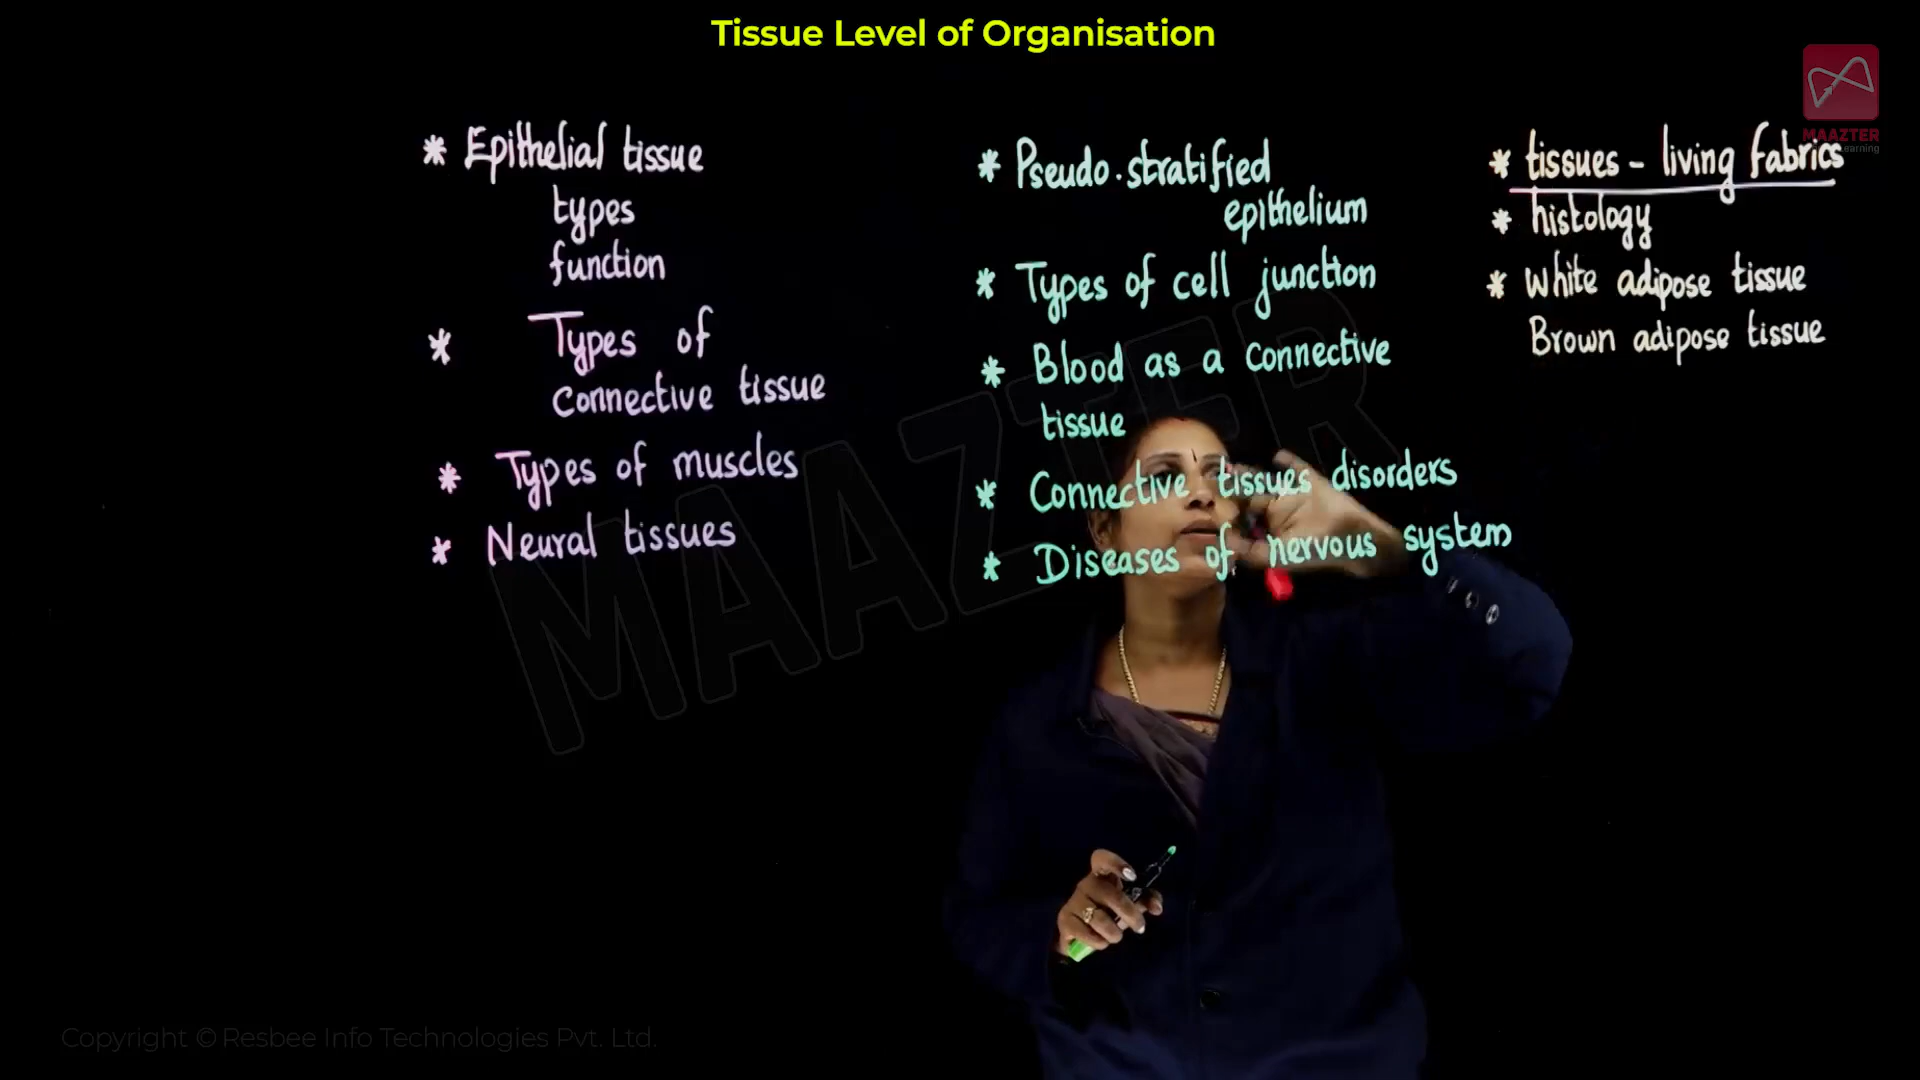 Tissue Level of Organisation
* Epithelial tissue
types
function
* Types of
connective tissue
* Types of muscles
* Neural tissues
* Pseudo.stratified
epithelium
* Types of cell junction
* Blood as a connective
tissue
* Connective tissues disorders
* Diseases of nervous system
* tissues - living fabrics
* histology
* White adipose tissue
Brown adipose tissue
MAAZTER
Learning
MAAZTER
Copyright © Resbee Info Technologies Pvt. Ltd.